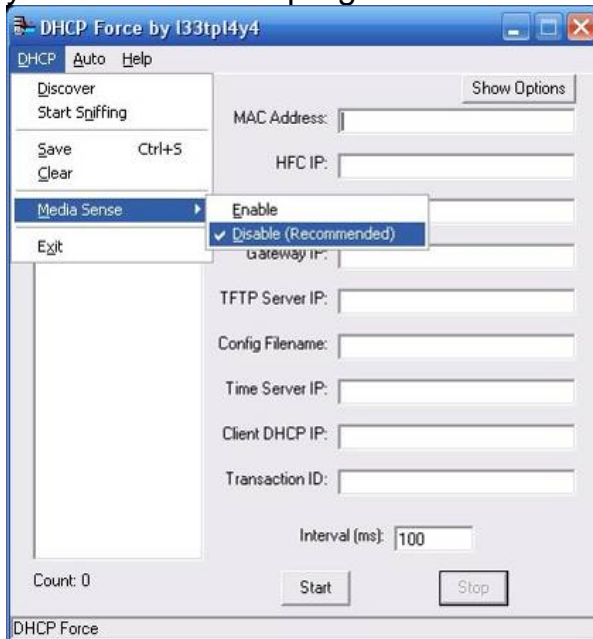 DHCP Force by l33tpl4y4
DHCP Auto Help
Discover
Start Sniffing
Save Ctrl+S
Clear
Media Sense
Exit
Enable
Disable (Recommended)
Show Options
MAC Address:
HFC IP:
Gateway IP:
TFTP Server IP:
Config Filename:
Time Server IP:
Client DHCP IP:
Transaction ID:
Interval (ms): 100
Count: 0
Start
Stop
DHCP Force